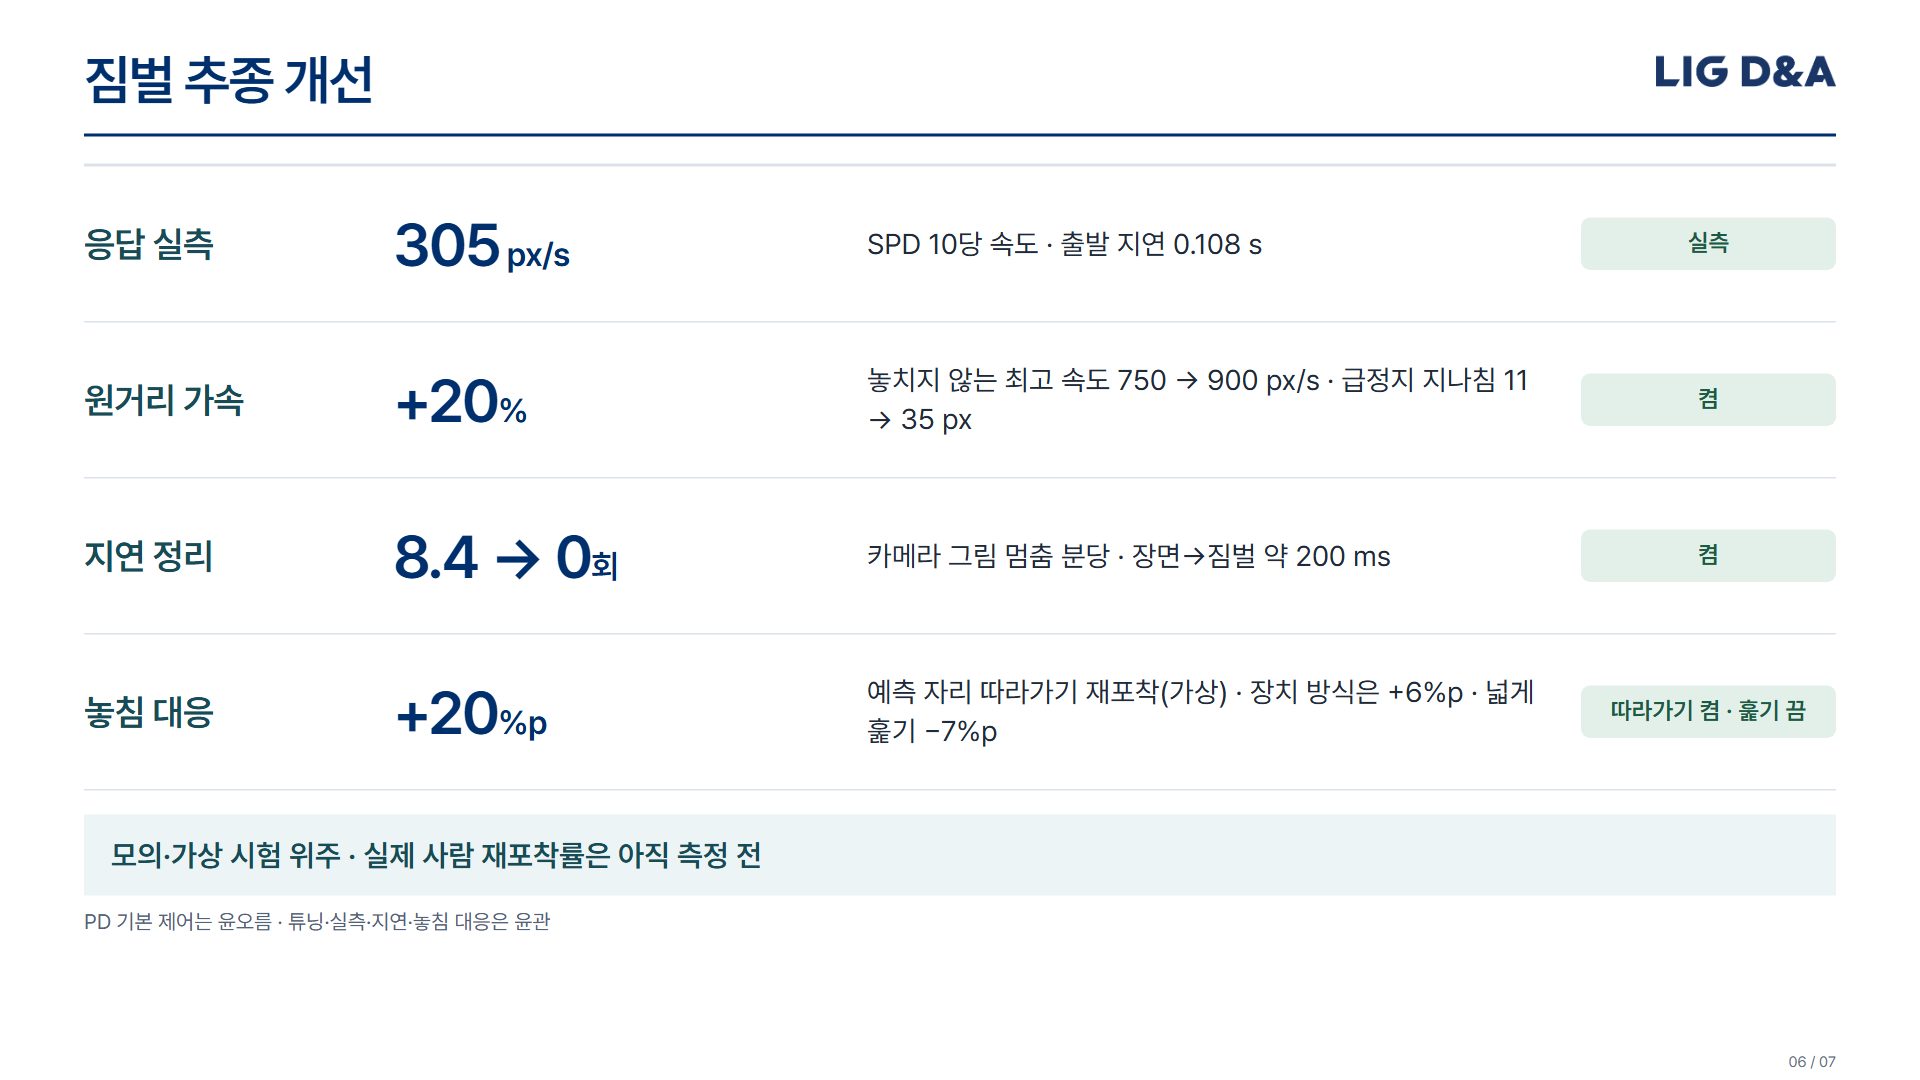 짐벌 추종 개선
LIG D&A
응답 실측
305 px/s
SPD 10당 속도 · 출발 지연 0.108 s
실측
원거리 가속
+20%
놓치지 않는 최고 속도 750 → 900 px/s · 급정지 지나침 11
→ 35 px
켬
지연 정리
8.4 → 0회
카메라 그림 멈춤 분당 · 장면→짐벌 약 200 ms
켬
놓침 대응
+20%p
예측 자리 따라가기 재포착(가상) · 장치 방식은 +6%p · 넓게
훑기 −7%p
따라가기 켬 · 훑기 끔
모의·가상 시험 위주 · 실제 사람 재포착률은 아직 측정 전
PD 기본 제어는 윤오름 · 튜닝·실측·지연·놓침 대응은 윤관
06 / 07